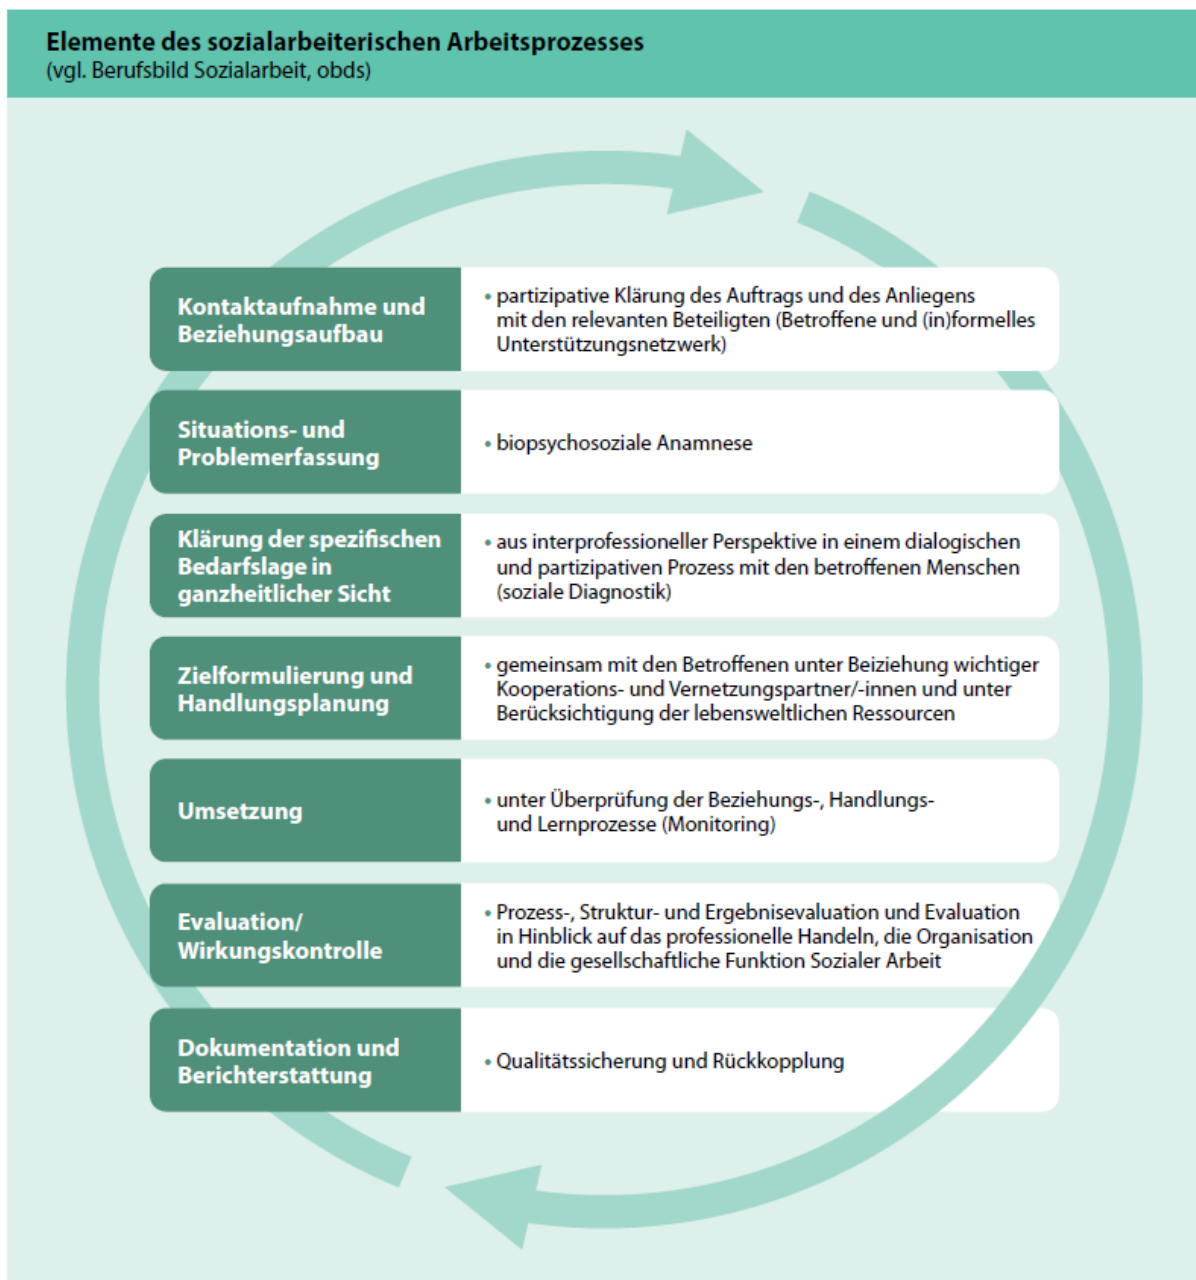 Elemente des sozialarbeiterischen Arbeitsprozesses
(vgl. Berufsbild Sozialarbeit, obds)
Kontaktaufnahme und
Beziehungsaufbau
• partizipative Klärung des Auftrags und des Anliegens
mit den relevanten Beteiligten (Betroffene und (in)formelles
Unterstützungsnetzwerk)
Situations- und
Problemerfassung
• biopsychosoziale Anamnese
Klärung der spezifischen
Bedarfslage in
ganzheitlicher Sicht
• aus interprofessioneller Perspektive in einem dialogischen
und partizipativen Prozess mit den betroffenen Menschen
(soziale Diagnostik)
Zielformulierung und
Handlungsplanung
• gemeinsam mit den Betroffenen unter Beiziehung wichtiger
Kooperations- und Vernetzungspartner/-innen und unter
Berücksichtigung der lebensweltlichen Ressourcen
Umsetzung
• unter Überprüfung der Beziehungs-, Handlungs-
und Lernprozesse (Monitoring)
Evaluation/
Wirkungskontrolle
• Prozess-, Struktur- und Ergebnisevaluation und Evaluation
in Hinblick auf das professionelle Handeln, die Organisation
und die gesellschaftliche Funktion Sozialer Arbeit
Dokumentation und
Berichterstattung
• Qualitätssicherung und Rückkopplung